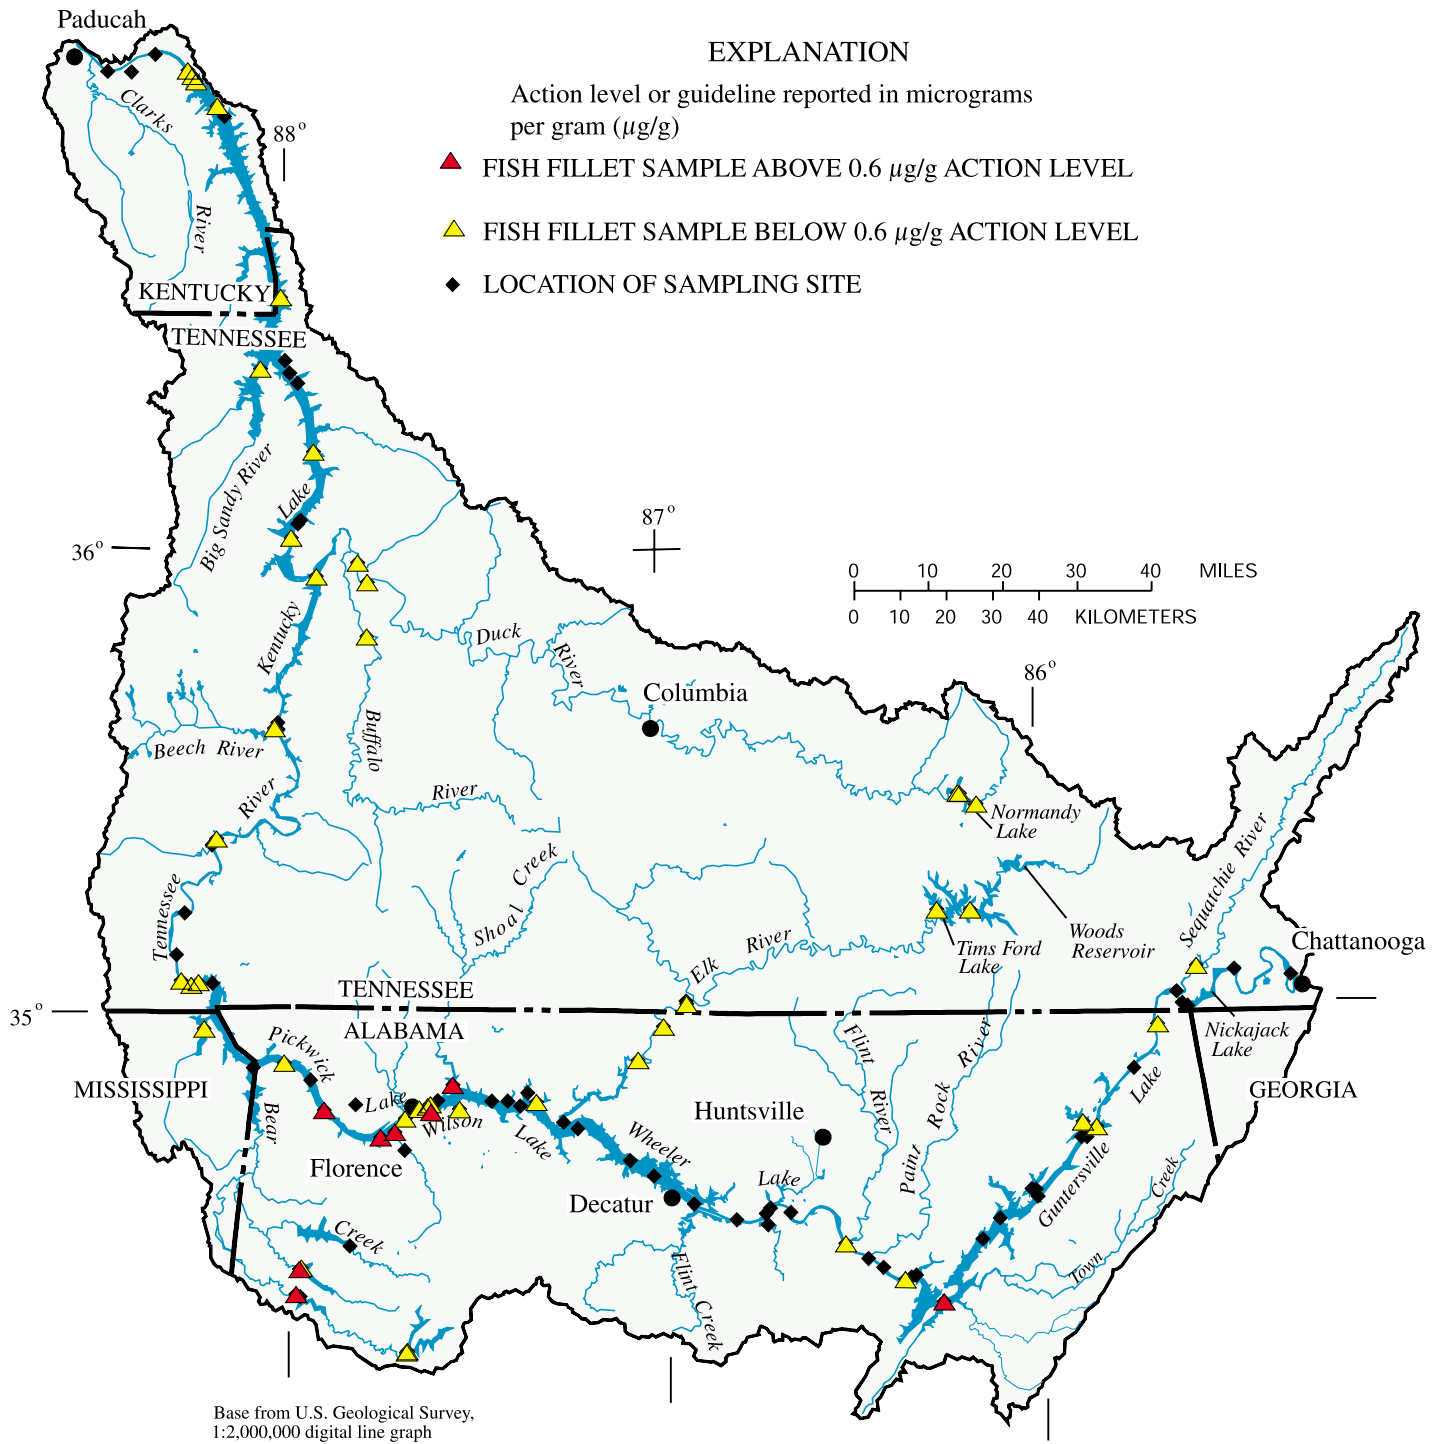 Paducah
EXPLANATION
Action level or guideline reported in micrograms
per gram (µg/g)
FISH FILLET SAMPLE ABOVE 0.6 µg/g ACTION LEVEL
FISH FILLET SAMPLE BELOW 0.6 µg/g ACTION LEVEL
LOCATION OF SAMPLING SITE
Clarks
River
88°
KENTUCKY
TENNESSEE
Big Sandy River
Lake
Kentucky
36°
87°
0 10 20 30 40 MILES
0 10 20 30 40 KILOMETERS
Duck
River
Columbia
86°
Buffalo
River
Beech River
River
Tennessee
Normandy
Lake
Shoal Creek
Elk
River
Tims Ford
Lake
Woods
Reservoir
Sequatchie River
Chattanooga
35°
TENNESSEE
ALABAMA
Nickajack
Lake
MISSISSIPPI
GEORGIA
Pickwick
Lake
Bear
Creek
Wilson
Lake
Florence
Wheeler
Lake
Decatur
Huntsville
Flint
River
Paint Rock River
Flint Creek
Guntersville
Lake
Town
Creek
Base from U.S. Geological Survey,
1:2,000,000 digital line graph